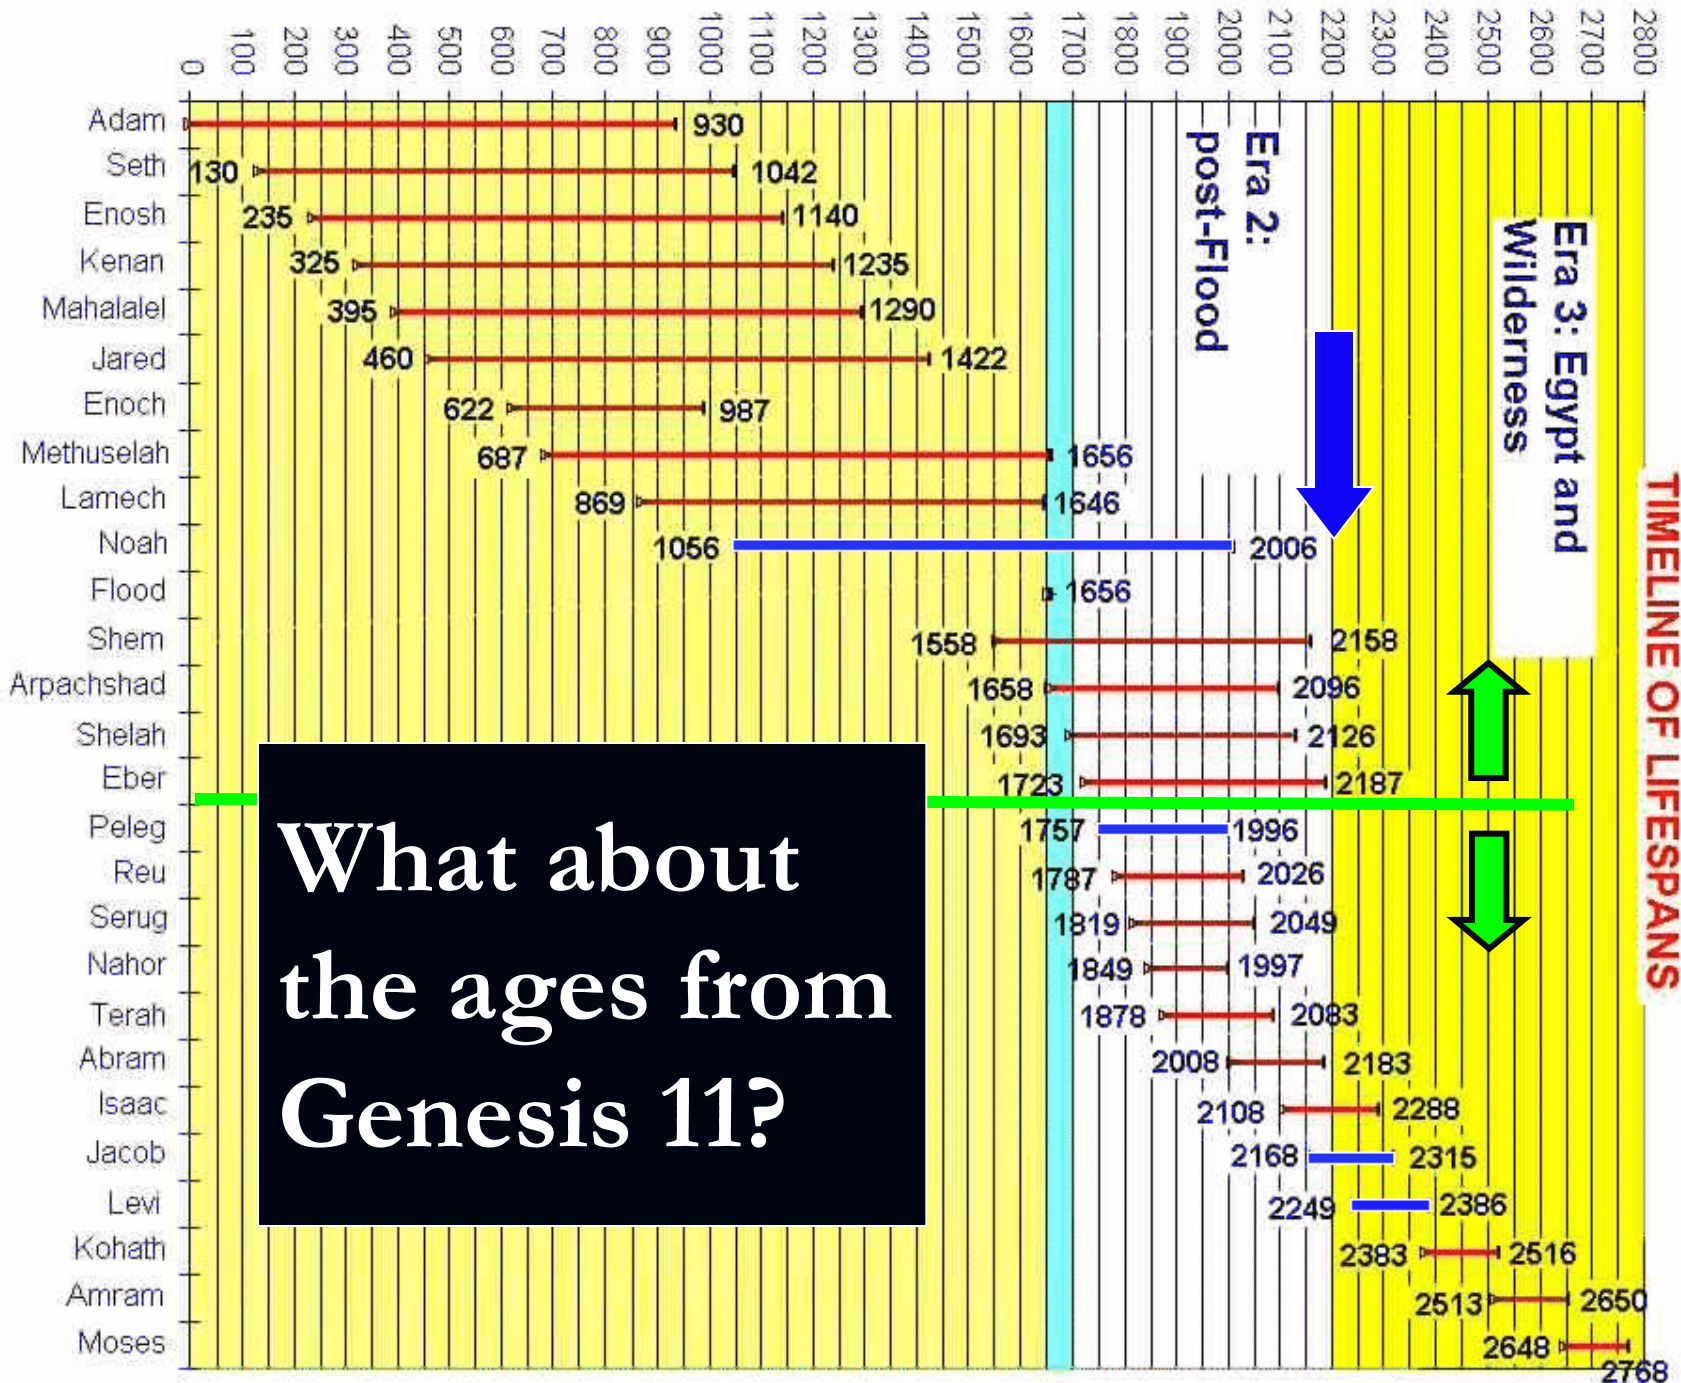 0 100 200 300 400 500 600 700 800 900 1000 1100 1200 1300 1400 1500 1600 1700 1800 1900 2000 2100 2200 2300 2400 2500 2600 2700 2800
Adam 930
Seth 130 1042
Enosh 235 1140
Kenan 325 1235
Mahalalel 395 1290
Jared 460 1422
Enoch 622 987
Methuselah 687 1656
Lamech 869 1646
Noah 1056 2006
Flood 1656
Shem 1558 2158
Arpachshad 1658 2096
Shelah 1693 2126
Eber 1723 2187
Peleg 1757 1996
Reu 1787 2026
Serug 1819 2049
Nahor 1849 1997
Terah 1878 2083
Abram 2008 2183
Isaac 2108 2288
Jacob 2168 2315
Levi 2249 2386
Kohath 2383 2516
Amram 2513 2650
Moses 2648 2768
Era 2:
post-Flood
Era 3: Egypt and
Wilderness
TIMELINE OF LIFESPANS
What about
the ages from
Genesis 11?